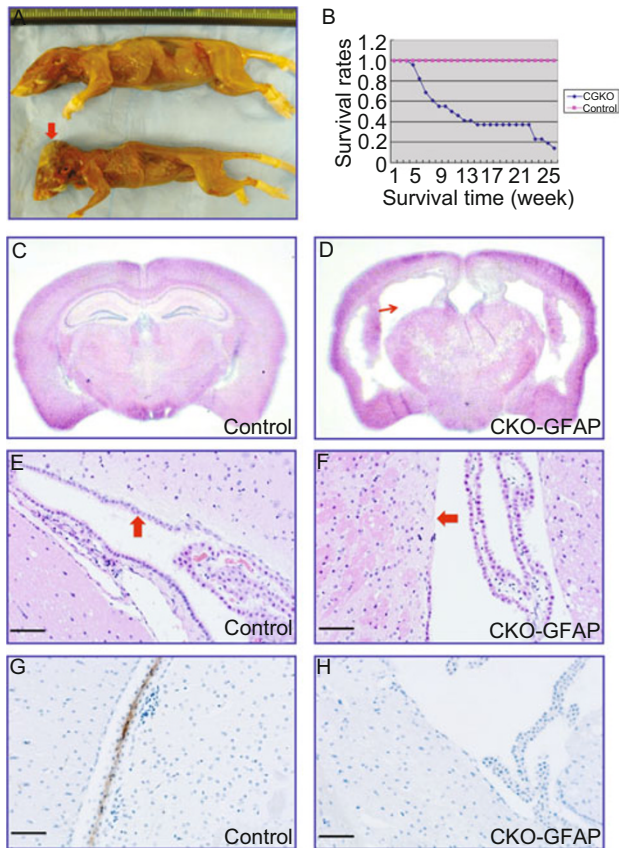 A
B
Survival rates
1.2
1
0.8
0.6
0.4
0.2
0
1 5 9 13 17 21 25
Survival time (week)
CGKO
Control
C
Control
D
CKO-GFAP
E
Control
F
CKO-GFAP
G
Control
H
CKO-GFAP